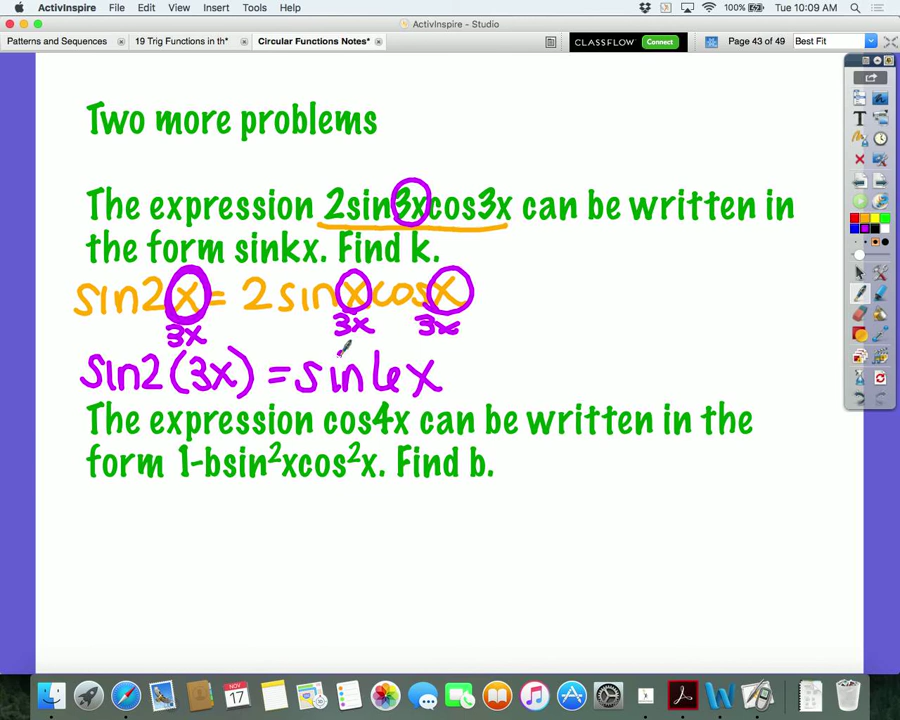 ActivInspire File Edit View Insert Tools Help 100% Tue 10:09 AM
ActivInspire - Studio
Patterns and Sequences 19 Trig Functions in th* Circular Functions Notes* CLASSFLOW Connect Page 43 of 49 Best Fit
Two more problems
The expression 2sin3xcos3x can be written in
the form sinkx. Find k.
sin2x = 2sinxcosx
3x 3x 3x
sin2(3x) = sin6x
The expression cos4x can be written in the
form 1-bsin²xcos²x. Find b.
NOV
17